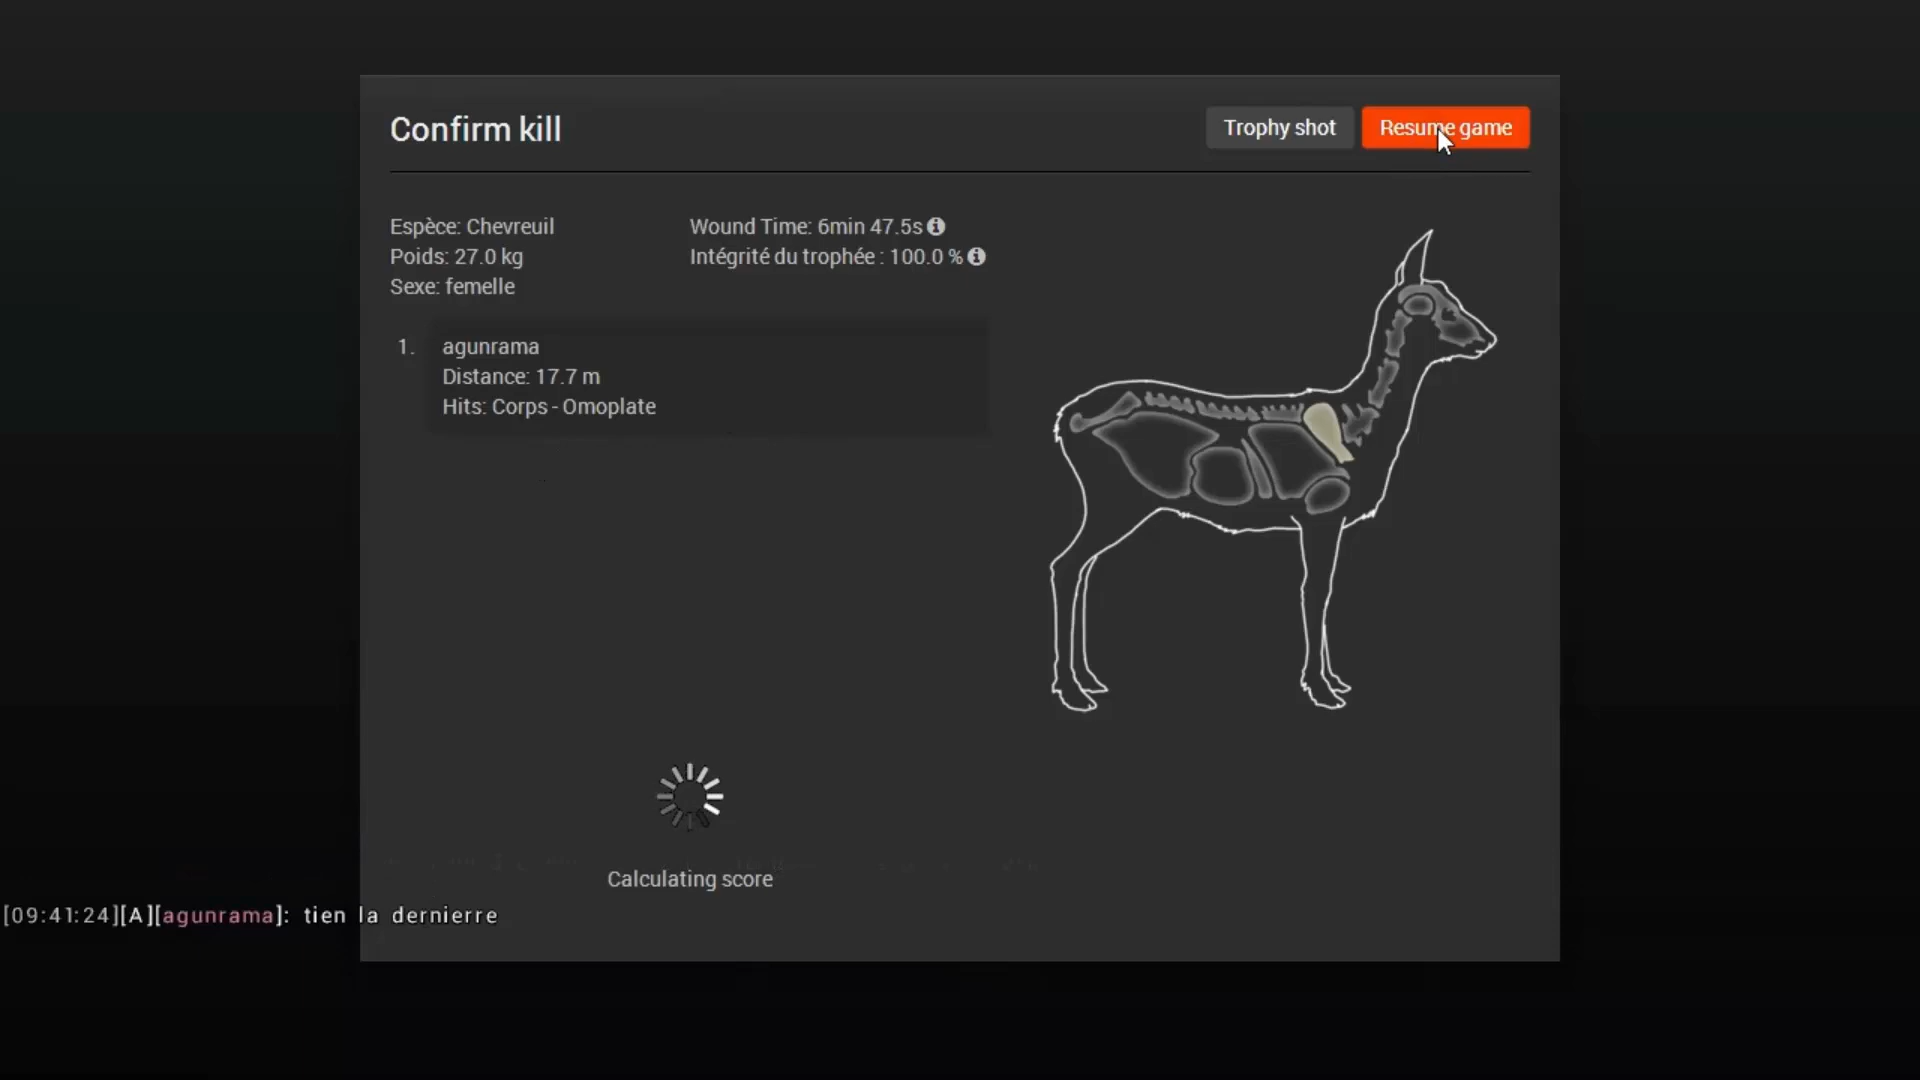 Confirm kill
Trophy shot
Resume game
Espèce: Chevreuil
Poids: 27.0 kg
Sexe: femelle
Wound Time: 6min 47.5s
Intégrité du trophée : 100.0 %
1.
agunrama
Distance: 17.7 m
Hits: Corps - Omoplate
Calculating score
[09:41:24][A][agunrama]: tien la dernierre